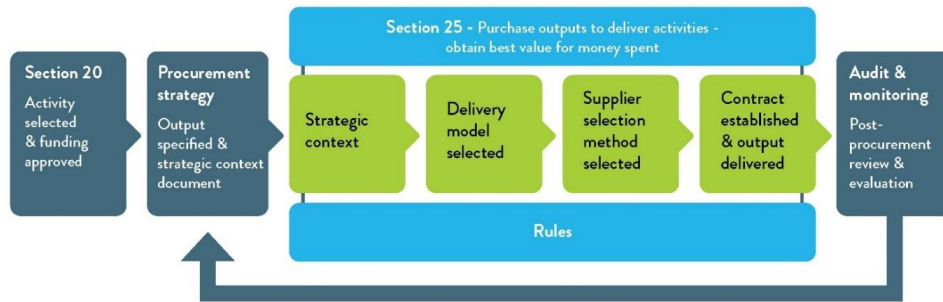 Section 25 - Purchase outputs to deliver activities -
obtain best value for money spent
Section 20
Activity
selected
& funding
approved
Procurement
strategy
Output
specified &
strategic context
document
Strategic
context
Delivery
model
selected
Supplier
selection
method
selected
Contract
established
& output
delivered
Audit &
monitoring
Post-
procurement
review &
evaluation
Rules